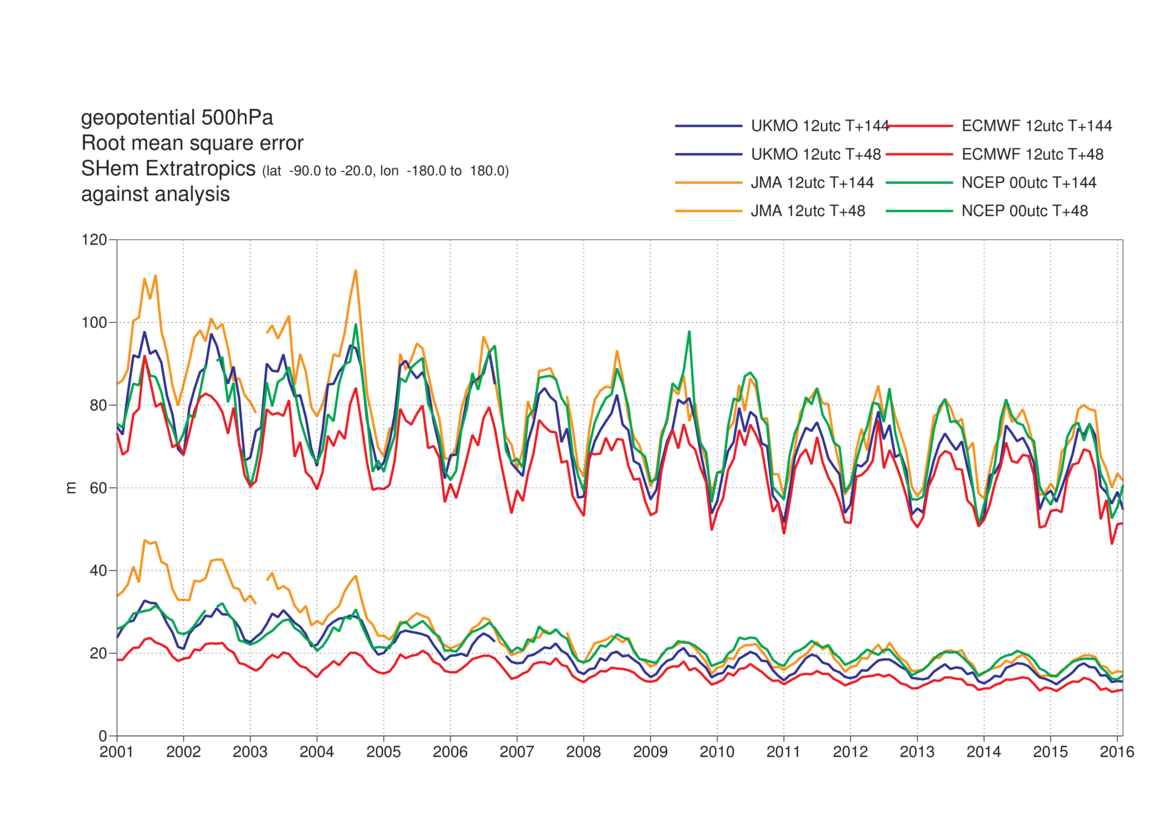 geopotential 500hPa
Root mean square error
SHem Extratropics (lat -90.0 to -20.0, lon -180.0 to 180.0)
against analysis
UKMO 12utc T+144
ECMWF 12utc T+144
UKMO 12utc T+48
ECMWF 12utc T+48
JMA 12utc T+144
NCEP 00utc T+144
JMA 12utc T+48
NCEP 00utc T+48
120
100
80
60
m
40
20
0
2001 2002 2003 2004 2005 2006 2007 2008 2009 2010 2011 2012 2013 2014 2015 2016